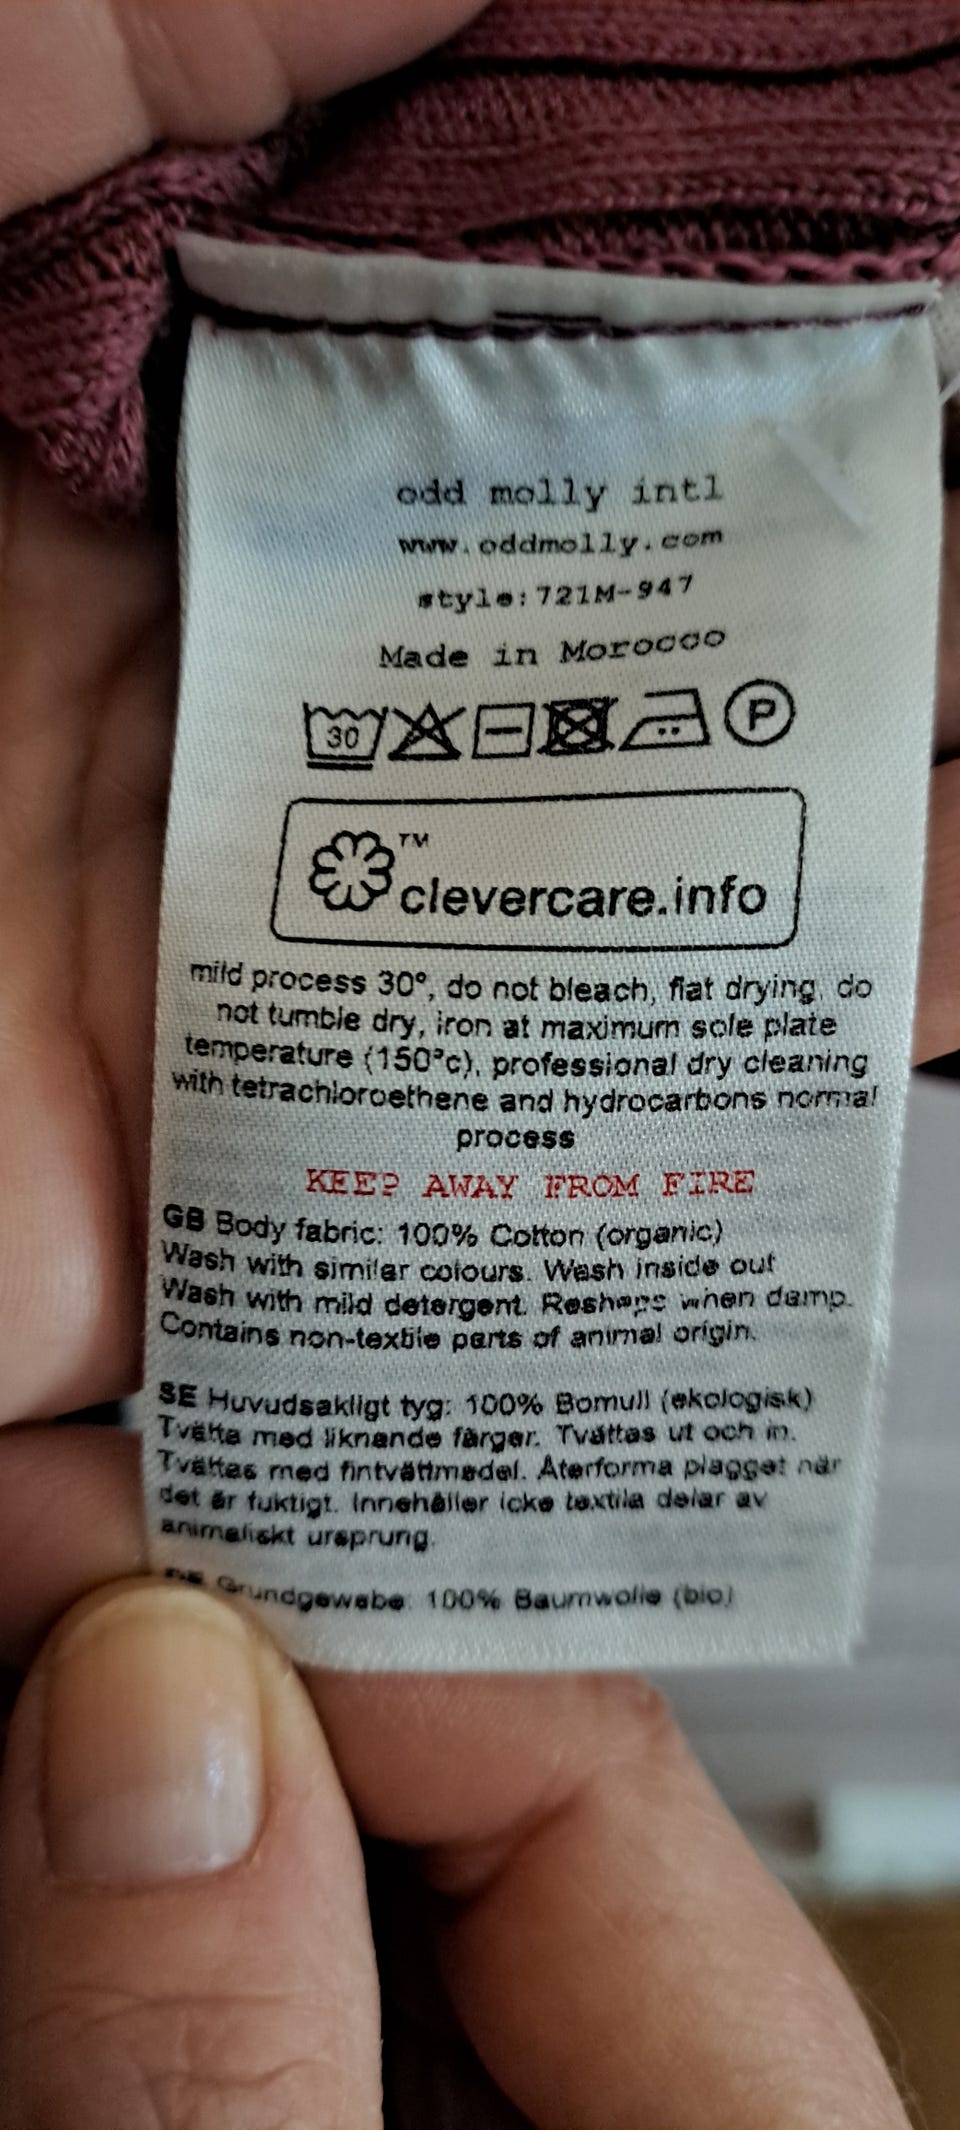 odd molly intl
www.oddmolly.com
style:721M-947
Made in Morocco
30 P
TM
clevercare.info
mild process 30°, do not bleach, flat drying, do
not tumble dry, iron at maximum sole plate
temperature (150°c), professional dry cleaning
with tetrachloroethene and hydrocarbons normal
process
KEEP AWAY FROM FIRE
GB Body fabric: 100% Cotton (organic)
Wash with similar colours. Wash inside out
Wash with mild detergent. Reshape when damp.
Contains non-textile parts of animal origin.
SE Huvudsakligt tyg: 100% Bomull (ekologisk)
Tvätta med liknande färger. Tvättas ut och in.
Tvättas med fintvättmedel. Återforma plagget när
det är fuktigt. Innehåller icke textila delar av
animaliskt ursprung.
DE Grundgewebe: 100% Baumwolle (bio)